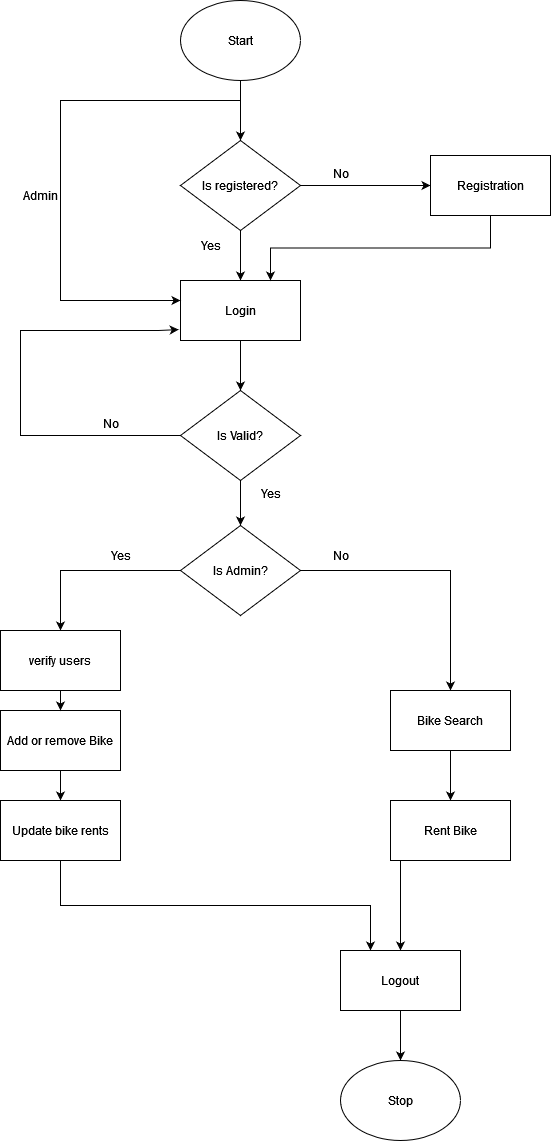 Start
Is registered?
No
Registration
Admin
Yes
Login
Is Valid?
No
Yes
Is Admin?
Yes
No
verify users
Bike Search
Add or remove Bike
Update bike rents
Rent Bike
Logout
Stop